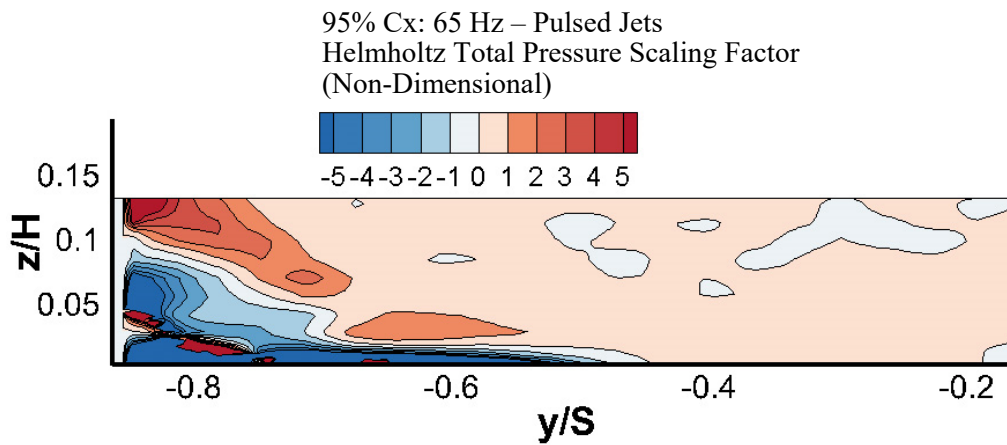 95% Cx: 65 Hz – Pulsed Jets
Helmholtz Total Pressure Scaling Factor
(Non-Dimensional)
-5 -4 -3 -2 -1 0 1 2 3 4 5
0.15
0.1
0.05
z/H
-0.8 -0.6 -0.4 -0.2
y/S